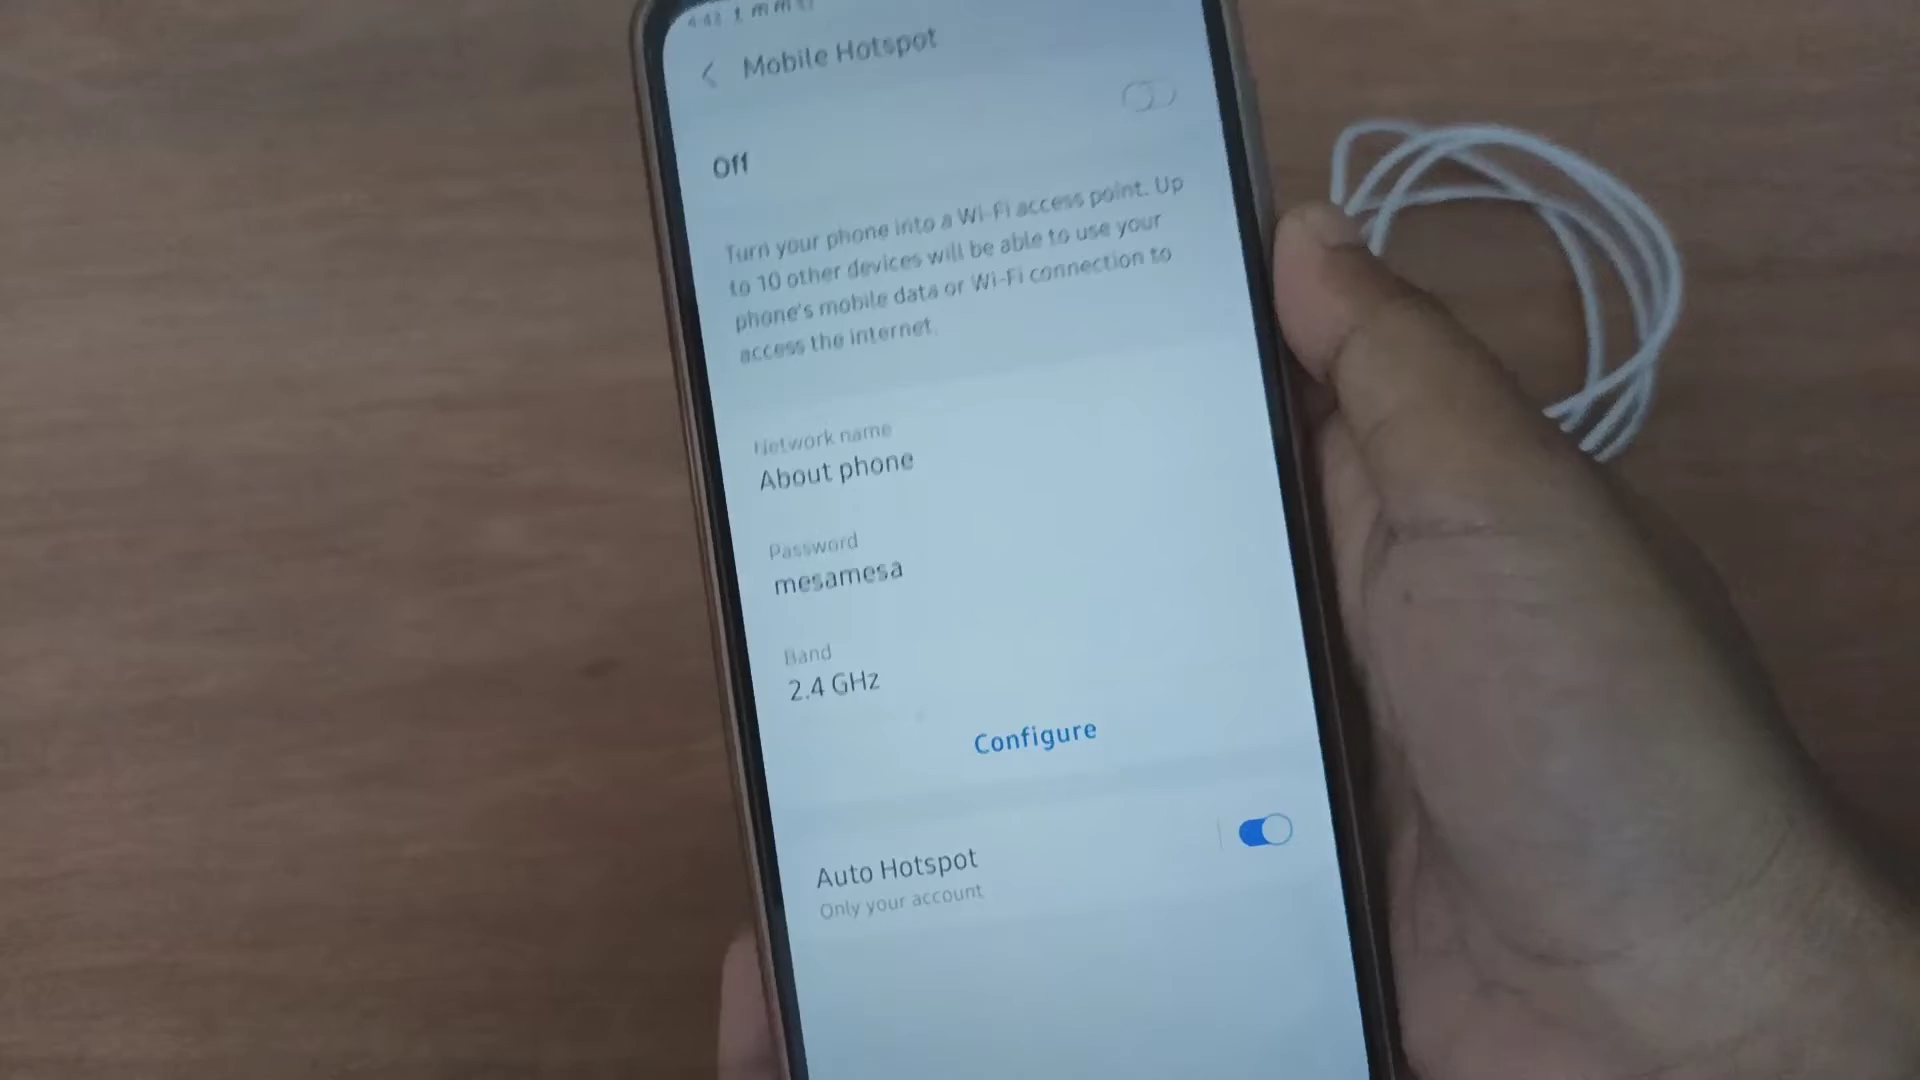 4:43
Mobile Hotspot
Off
Turn your phone into a Wi-Fi access point. Up
to 10 other devices will be able to use your
phone's mobile data or Wi-Fi connection to
access the internet.
Network name
About phone
Password
mesamesa
Band
2.4 GHz
Configure
Auto Hotspot
Only your account